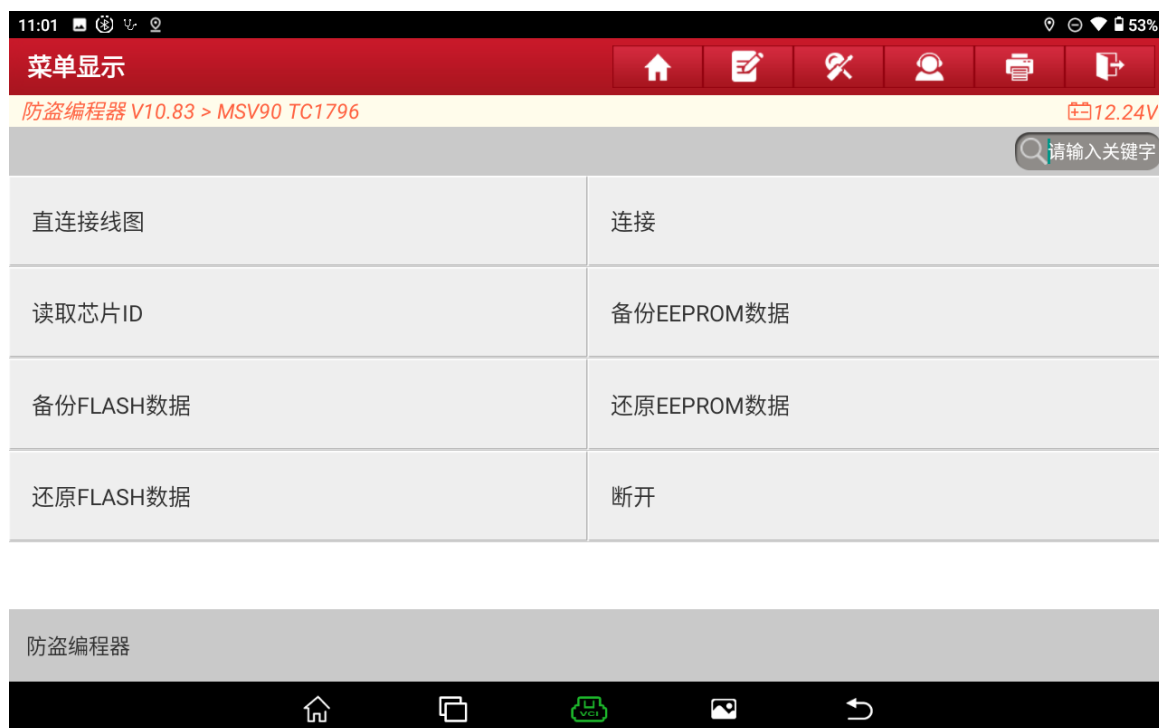 11:01
53%
菜单显示
防盗编程器 V10.83 > MSV90 TC1796
12.24V
请输入关键字
直连接线图
连接
读取芯片ID
备份EEPROM数据
备份FLASH数据
还原EEPROM数据
还原FLASH数据
断开
防盗编程器
VCI